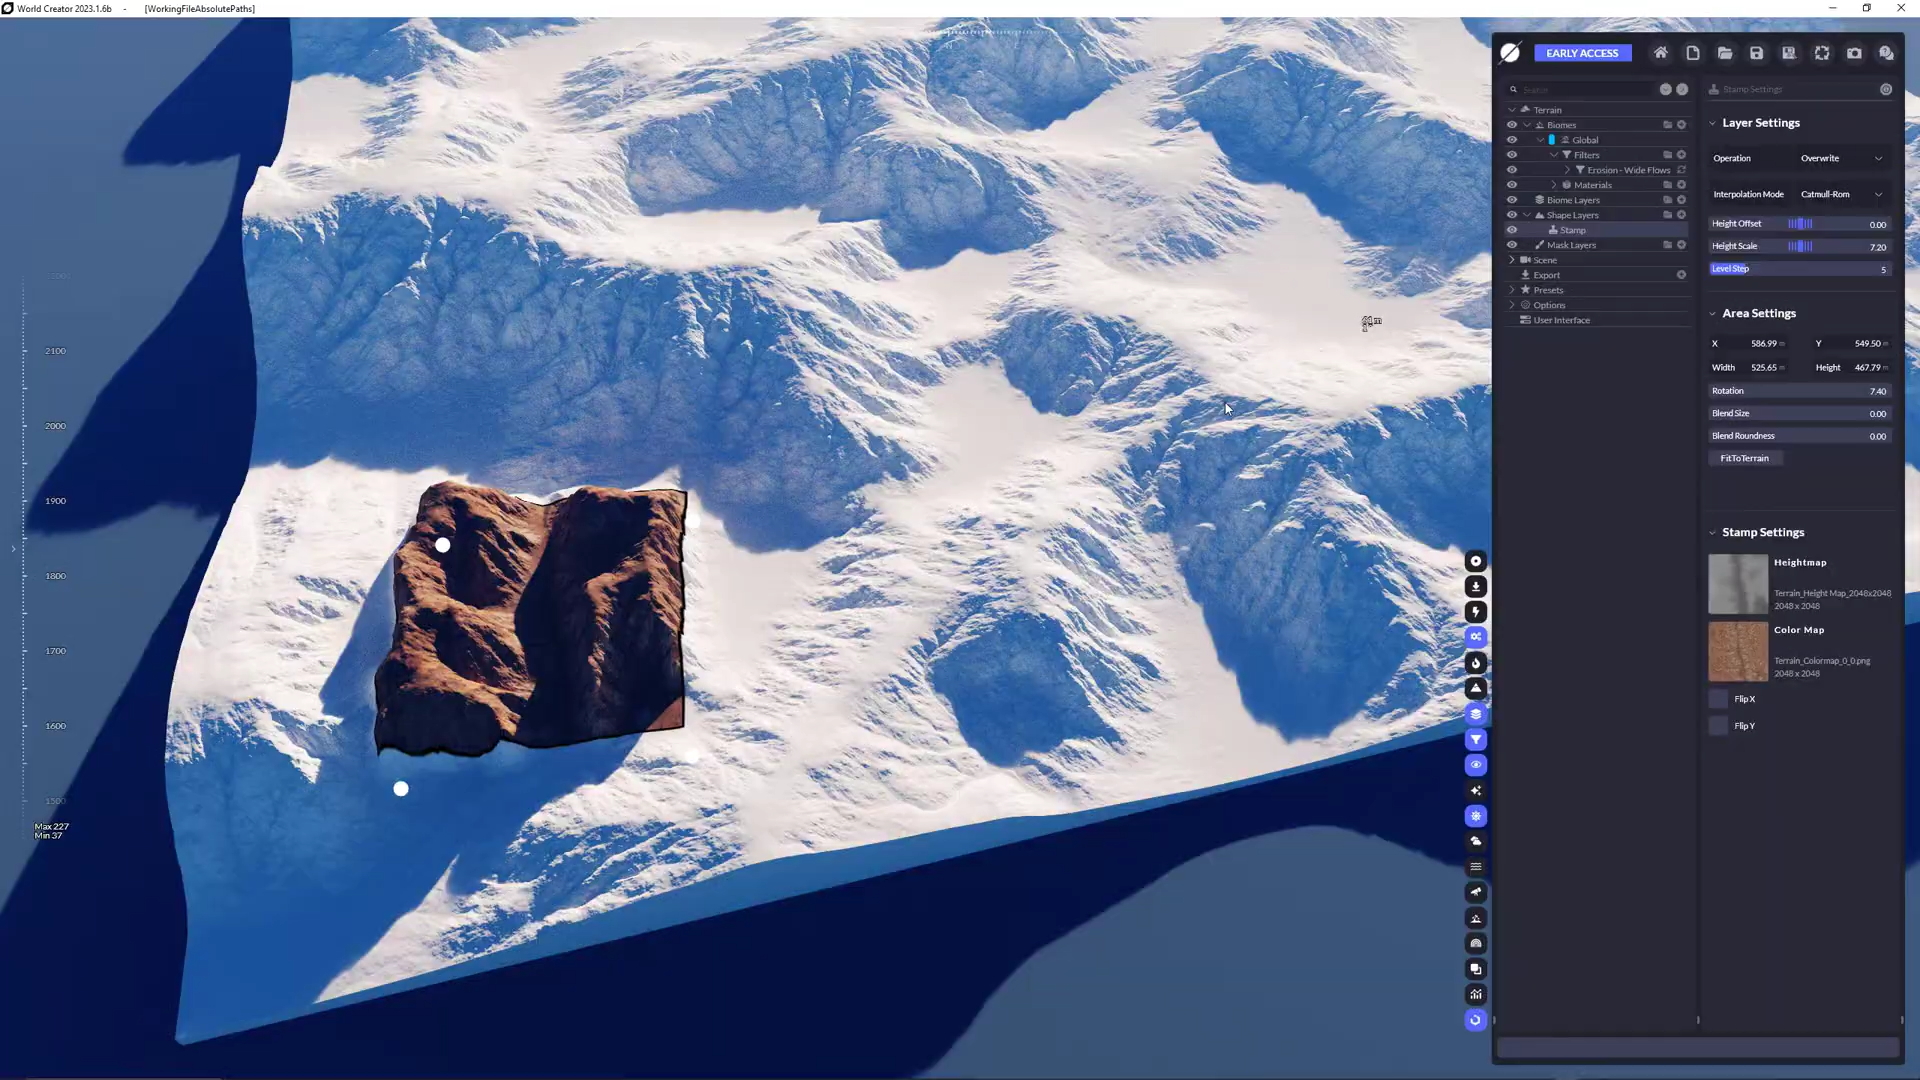 World Creator 2023.1.6b - [WorkingFileAbsolutePaths]
EARLY ACCESS
Search
Terrain
Biomes
Global
Filters
Erosion - Wide Flows
Materials
Biome Layers
Shape Layers
Stamp
Mask Layers
Scene
Export
Presets
Options
User Interface
Stamp Settings
Layer Settings
Operation Overwrite
Interpolation Mode Catmull-Rom
Height Offset 0.00
Height Scale 7.20
Level Step 5
Area Settings
X 586.99 m Y 549.50 m
Width 525.65 m Height 467.79 m
Rotation 7.40
Blend Size 0.00
Blend Roundness 0.00
FitToTerrain
Stamp Settings
Heightmap
Terrain_Height Map_2048x2048
2048 x 2048
Color Map
Terrain_Colormap_0_0.png
2048 x 2048
Flip X
Flip Y
2100
2000
1900
1800
1700
1600
1500
Max 227
Min 37